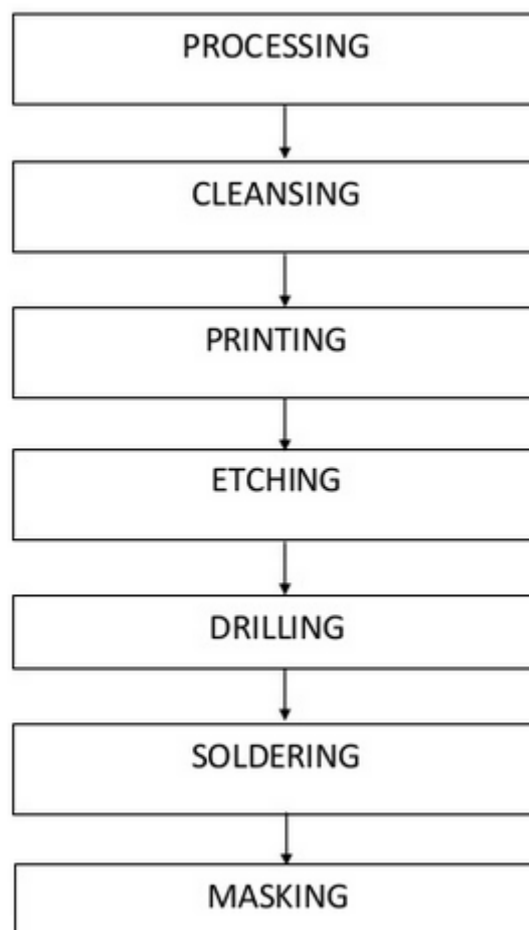 PROCESSING
CLEANSING
PRINTING
ETCHING
DRILLING
SOLDERING
MASKING